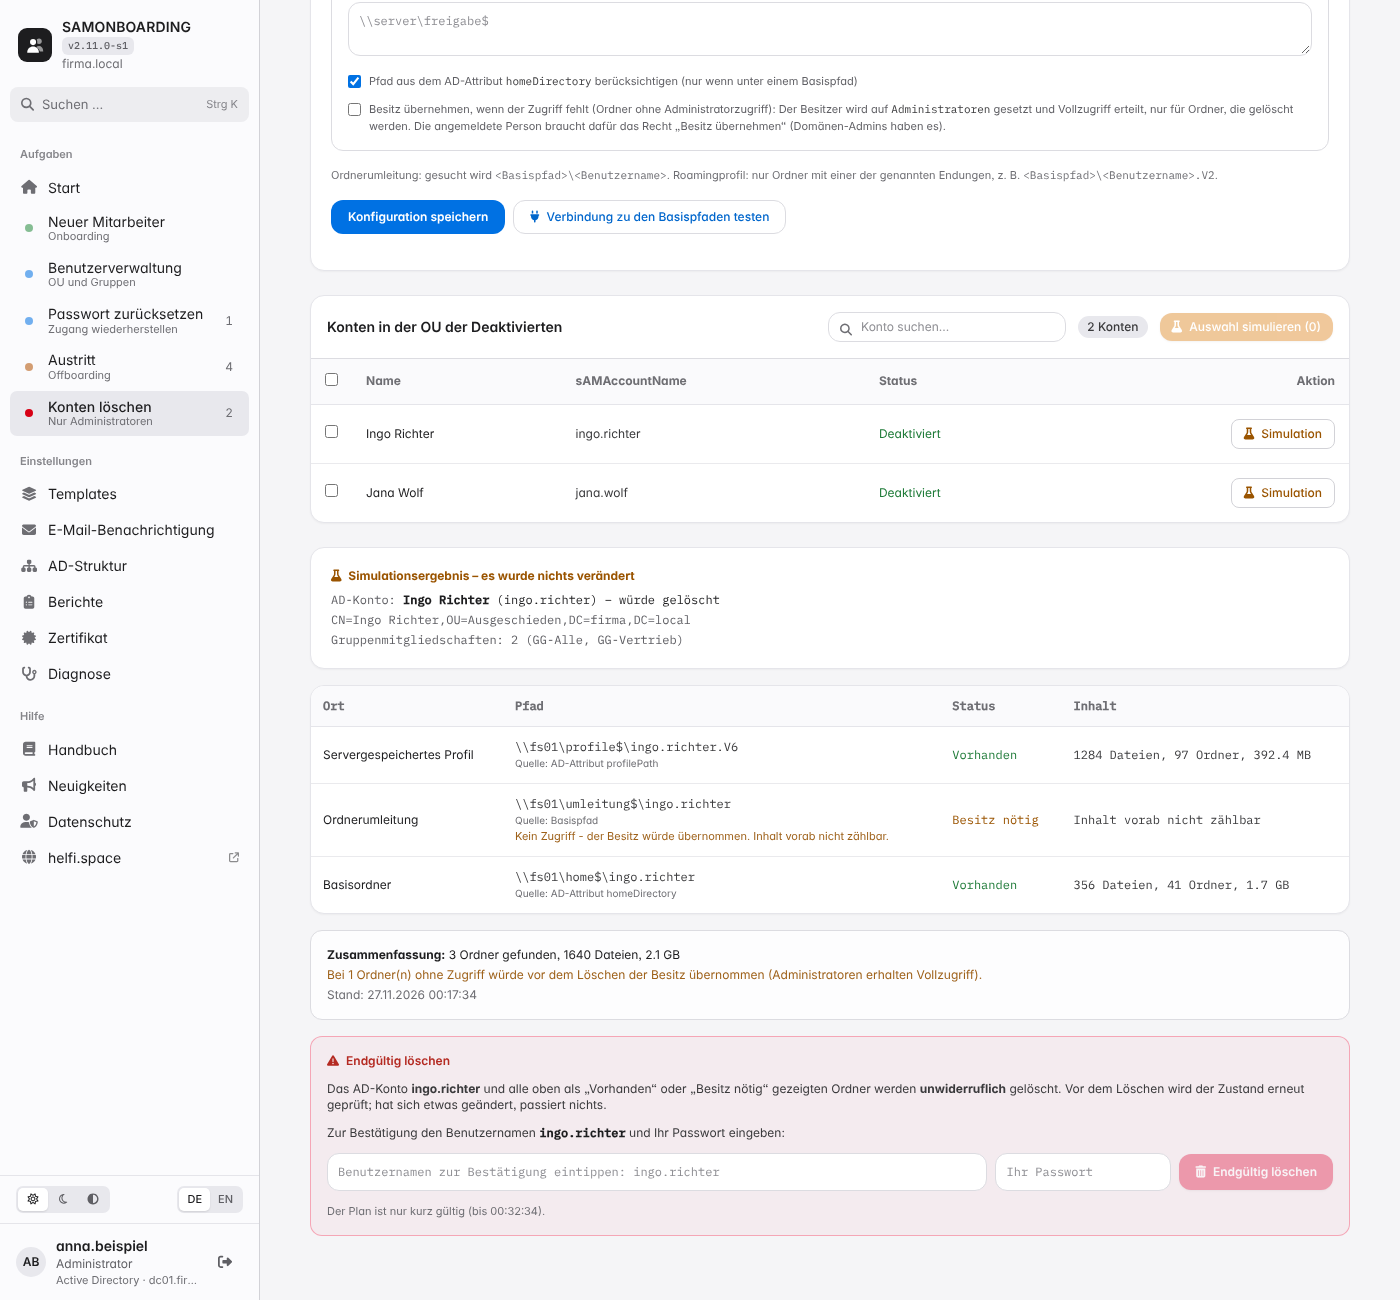 SAMONBOARDING
v2.11.0-s1
firma.local
Suchen ...
Strg K
Aufgaben
Start
Neuer Mitarbeiter
Onboarding
Benutzerverwaltung
OU und Gruppen
Passwort zurücksetzen
Zugang wiederherstellen
1
Austritt
Offboarding
4
Konten löschen
Nur Administratoren
2
Einstellungen
Templates
E-Mail-Benachrichtigung
AD-Struktur
Berichte
Zertifikat
Diagnose
Hilfe
Handbuch
Neuigkeiten
Datenschutz
helfi.space
DE EN
AB
anna.beispiel
Administrator
Active Directory · dc01.fir...
\\server\freigabe$
Pfad aus dem AD-Attribut homeDirectory berücksichtigen (nur wenn unter einem Basispfad)
Besitz übernehmen, wenn der Zugriff fehlt (Ordner ohne Administratorzugriff): Der Besitzer wird auf Administratoren gesetzt und Vollzugriff erteilt, nur für Ordner, die gelöscht
werden. Die angemeldete Person braucht dafür das Recht „Besitz übernehmen“ (Domänen-Admins haben es).
Ordnerumleitung: gesucht wird <Basispfad>\<Benutzername>. Roamingprofil: nur Ordner mit einer der genannten Endungen, z. B. <Basispfad>\<Benutzername>.V2.
Konfiguration speichern
Verbindung zu den Basispfaden testen
Konten in der OU der Deaktivierten
Konto suchen...
2 Konten
Auswahl simulieren (0)
Name sAMAccountName Status Aktion
Ingo Richter ingo.richter Deaktiviert Simulation
Jana Wolf jana.wolf Deaktiviert Simulation
Simulationsergebnis – es wurde nichts verändert
AD-Konto: Ingo Richter (ingo.richter) – würde gelöscht
CN=Ingo Richter,OU=Ausgeschieden,DC=firma,DC=local
Gruppenmitgliedschaften: 2 (GG-Alle, GG-Vertrieb)
Ort Pfad Status Inhalt
Servergespeichertes Profil
\\fs01\profile$\ingo.richter.V6
Quelle: AD-Attribut profilePath
Vorhanden
1284 Dateien, 97 Ordner, 392.4 MB
Ordnerumleitung
\\fs01\umleitung$\ingo.richter
Quelle: Basispfad
Kein Zugriff - der Besitz würde übernommen. Inhalt vorab nicht zählbar.
Besitz nötig
Inhalt vorab nicht zählbar
Basisordner
\\fs01\home$\ingo.richter
Quelle: AD-Attribut homeDirectory
Vorhanden
356 Dateien, 41 Ordner, 1.7 GB
Zusammenfassung: 3 Ordner gefunden, 1640 Dateien, 2.1 GB
Bei 1 Ordner(n) ohne Zugriff würde vor dem Löschen der Besitz übernommen (Administratoren erhalten Vollzugriff).
Stand: 27.11.2026 00:17:34
Endgültig löschen
Das AD-Konto ingo.richter und alle oben als „Vorhanden“ oder „Besitz nötig“ gezeigten Ordner werden unwiderruflich gelöscht. Vor dem Löschen wird der Zustand erneut
geprüft; hat sich etwas geändert, passiert nichts.
Zur Bestätigung den Benutzernamen ingo.richter und Ihr Passwort eingeben:
Benutzernamen zur Bestätigung eintippen: ingo.richter
Ihr Passwort
Endgültig löschen
Der Plan ist nur kurz gültig (bis 00:32:34).